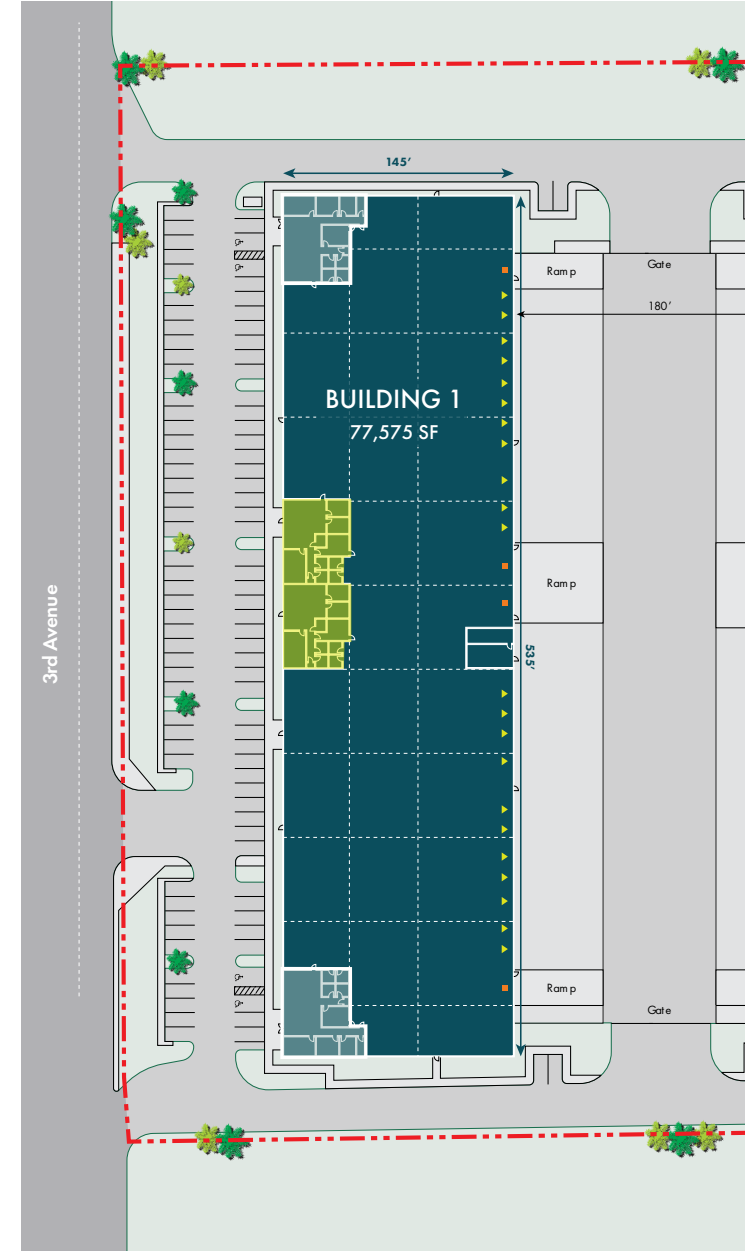 145’
Ramp
Gate
180’
BUILDING 1
77,575 SF
Ramp
3rd Avenue
535’
Ramp
Gate